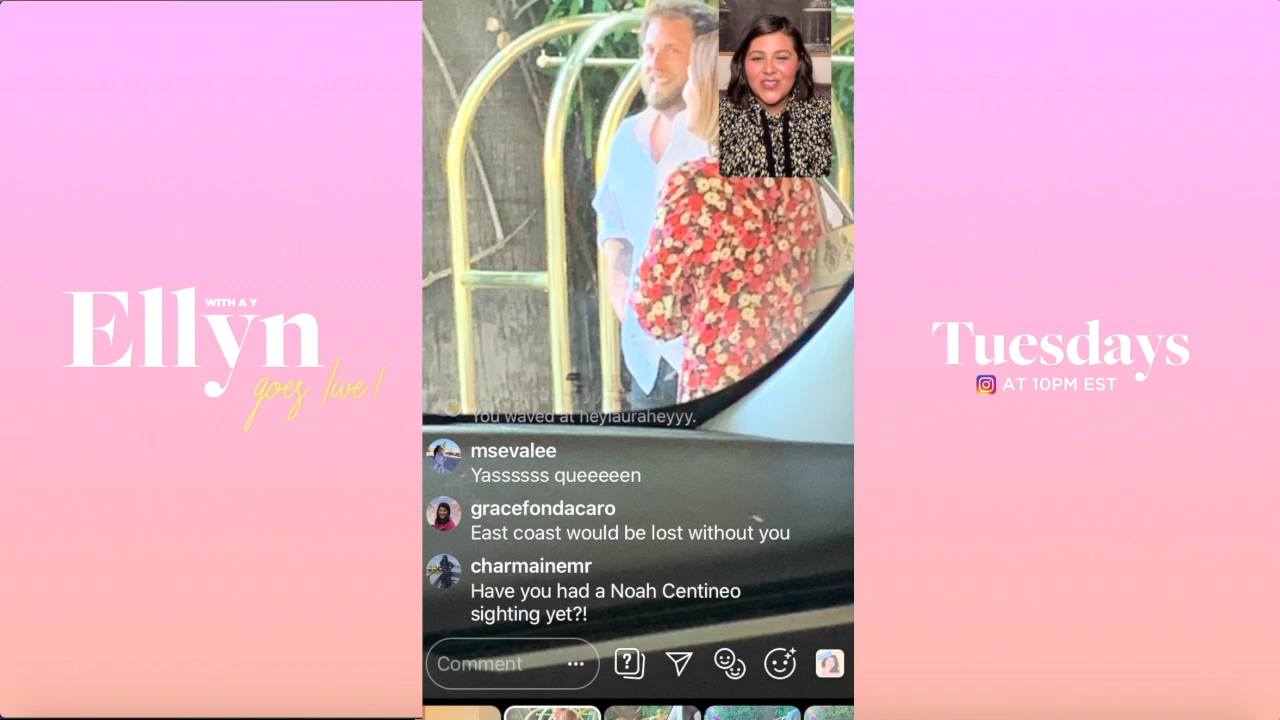 WITH A Y
Ellyn
goes live!
You waved at heylauraheyyy.
msevalee
Yassssss queeeeen
gracefondacaro
East coast would be lost without you
charmainemr
Have you had a Noah Centineo
sighting yet?!
Comment
Tuesdays
AT 10PM EST